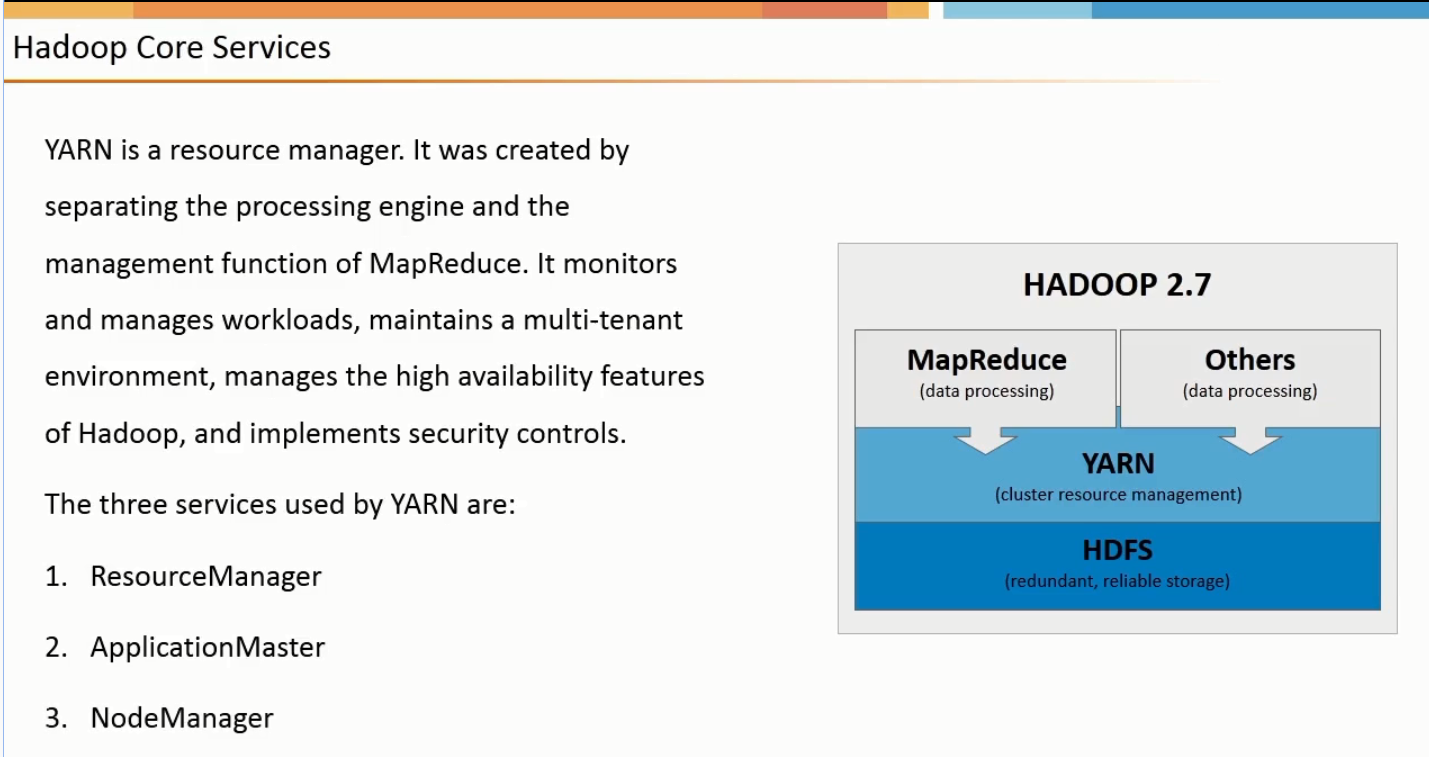 Hadoop Core Services
YARN is a resource manager. It was created by
separating the processing engine and the
management function of MapReduce. It monitors
and manages workloads, maintains a multi-tenant
environment, manages the high availability features
of Hadoop, and implements security controls.
The three services used by YARN are:
1. ResourceManager
2. ApplicationMaster
3. NodeManager
HADOOP 2.7
MapReduce
(data processing)
Others
(data processing)
YARN
(cluster resource management)
HDFS
(redundant, reliable storage)